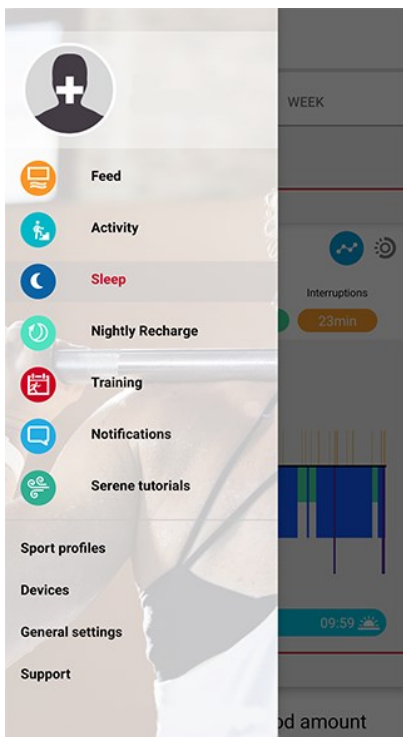 WEEK
Feed
Activity
Sleep
Interruptions
23min
Nightly Recharge
Training
Notifications
Serene tutorials
Sport profiles
Devices
09:59
General settings
Support
amount